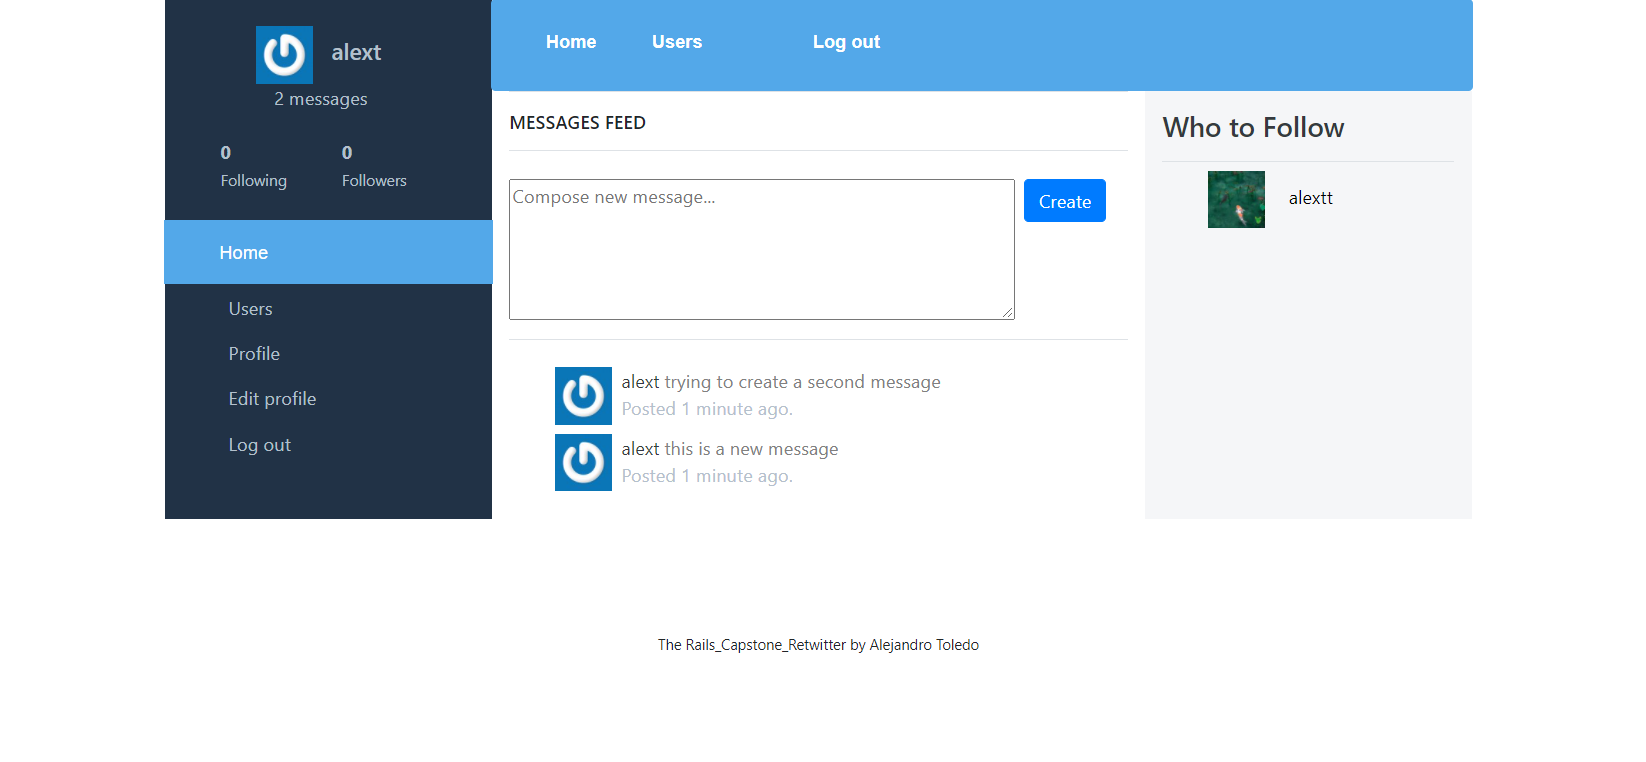 alext
2 messages
0 0
Following Followers
Home
Users
Profile
Edit profile
Log out
Home Users Log out
MESSAGES FEED
Compose new message...
Create
alext trying to create a second message
Posted 1 minute ago.
alext this is a new message
Posted 1 minute ago.
Who to Follow
alextt
The Rails_Capstone_Retwitter by Alejandro Toledo